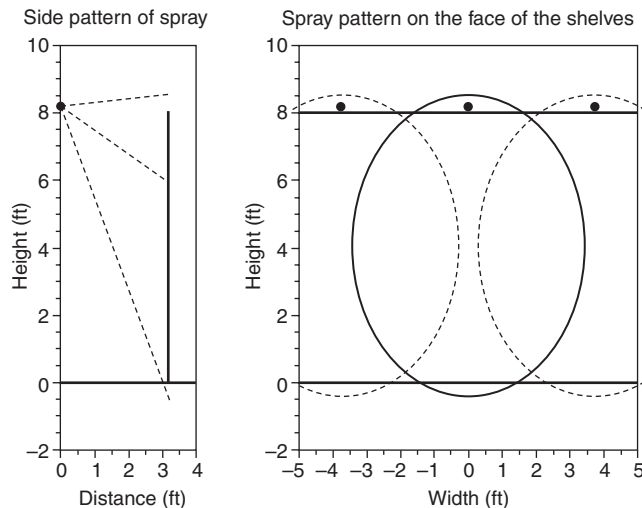 Side pattern of spray
10
8
6
4
2
0
–2
Height (ft)
0 1 2 3 4
Distance (ft)
Spray pattern on the face of the shelves
10
8
6
4
2
0
–2
Height (ft)
–5 –4 –3 –2 –1 0 1 2 3 4 5
Width (ft)